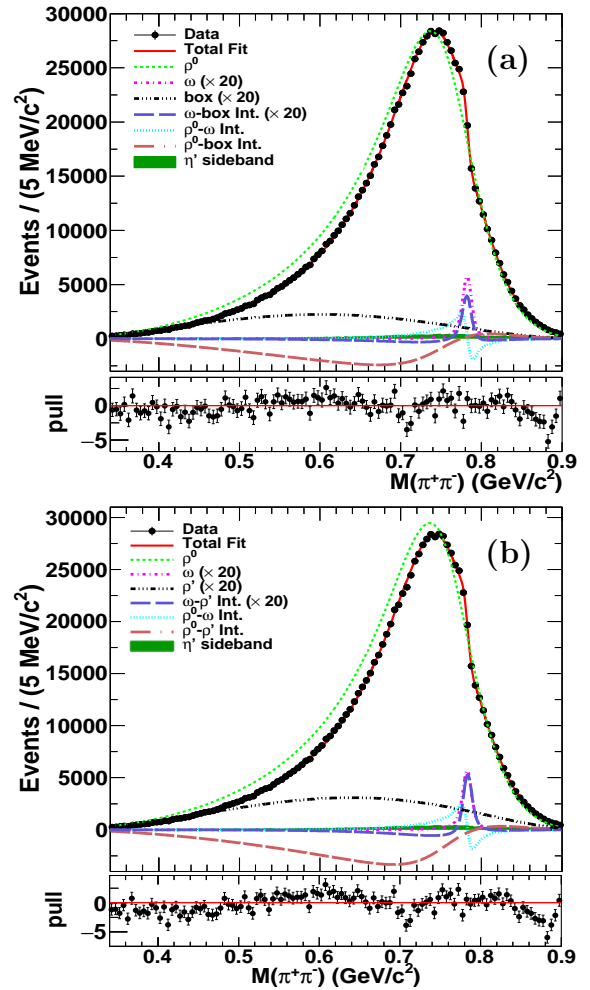 30000
25000
20000
15000
10000
5000
0
Events / (5 MeV/c²)
Data
Total Fit
ρ⁰
ω (× 20)
box (× 20)
ω-box Int. (× 20)
ρ⁰-ω Int.
ρ⁰-box Int.
η' sideband
(a)
pull
0
−5
0.4 0.5 0.6 0.7 0.8 0.9
M(π⁺π⁻) (GeV/c²)
30000
25000
20000
15000
10000
5000
0
Events / (5 MeV/c²)
Data
Total Fit
ρ⁰
ω (× 20)
ρ' (× 20)
ω-ρ' Int. (× 20)
ρ⁰-ω Int.
ρ⁰-ρ' Int.
η' sideband
(b)
pull
0
−5
0.4 0.5 0.6 0.7 0.8 0.9
M(π⁺π⁻) (GeV/c²)